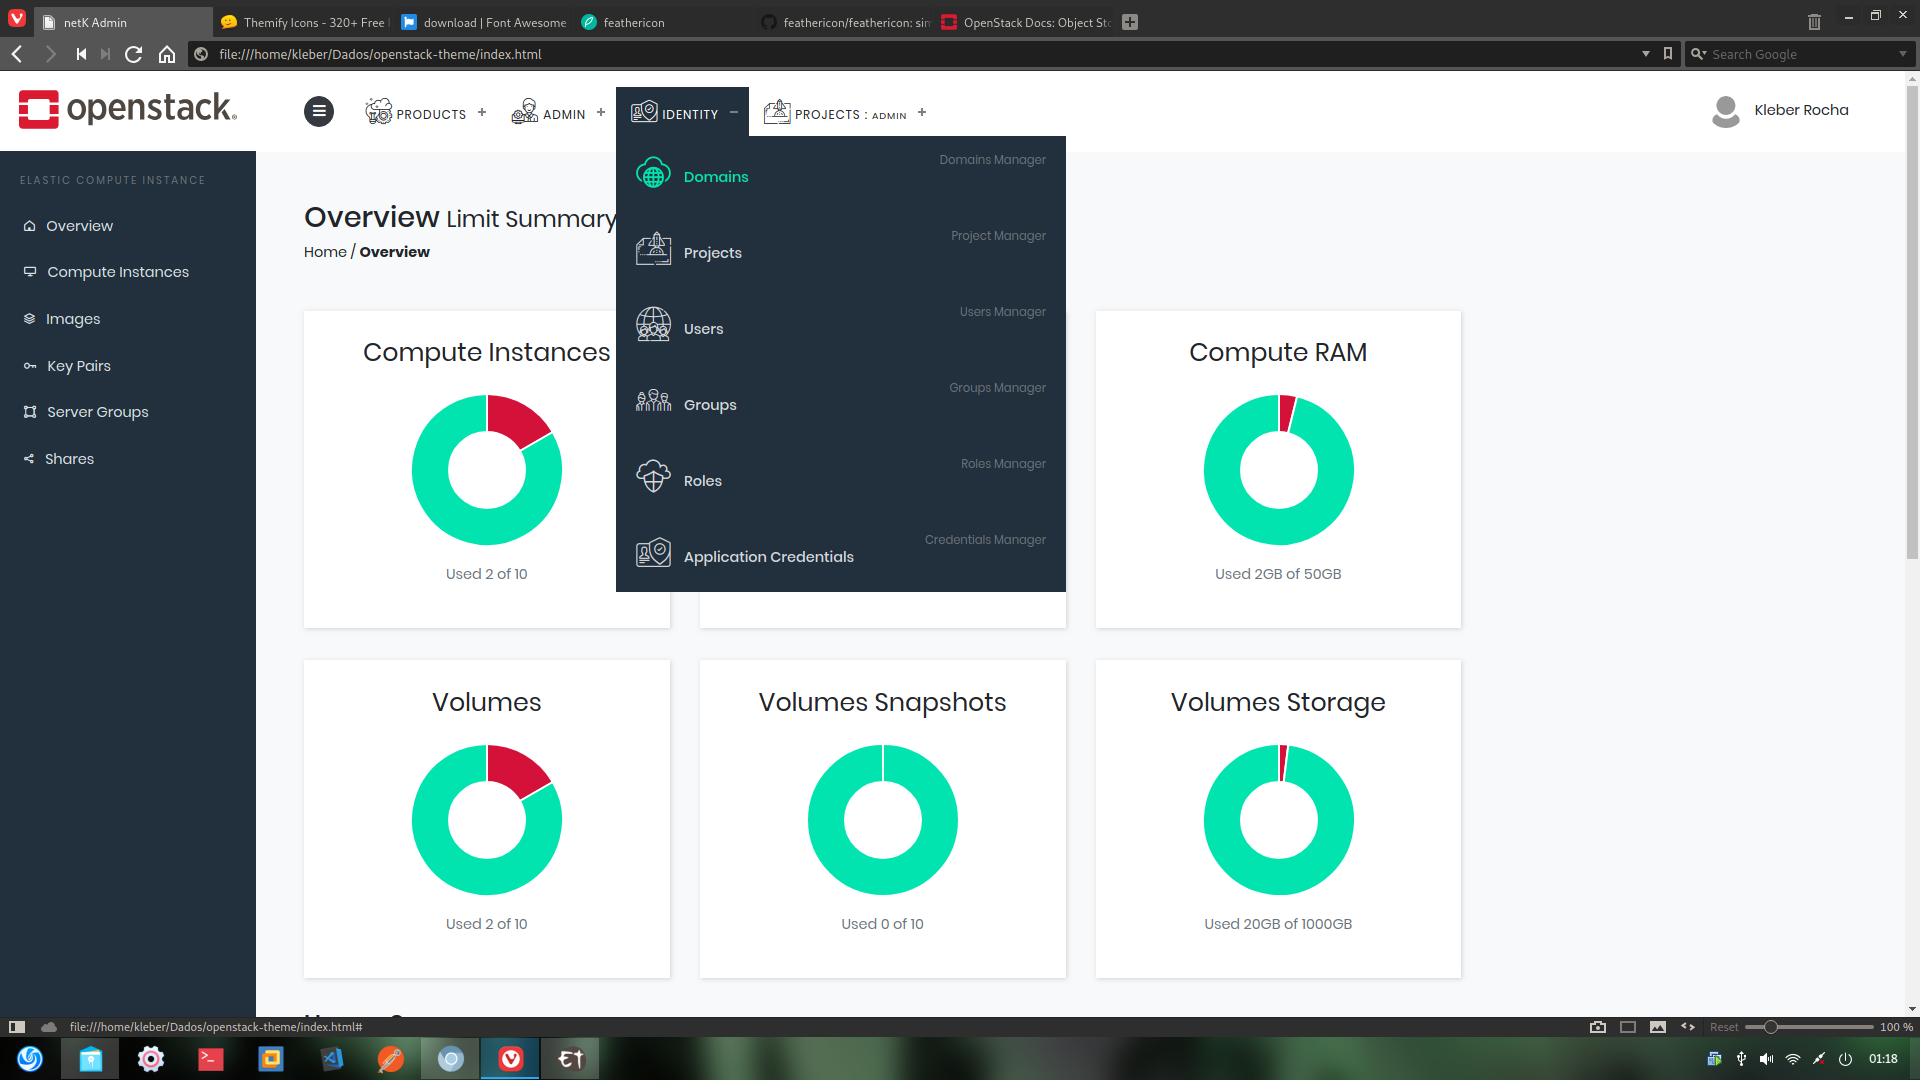 netK Admin
Themify Icons - 320+ Free
download | Font Awesome
feathericon
feathericon/feathericon: sim
OpenStack Docs: Object Sto
file:///home/kleber/Dados/openstack-theme/index.html
Search Google
openstack.
PRODUCTS +
ADMIN +
IDENTITY −
PROJECTS : ADMIN +
Kleber Rocha
ELASTIC COMPUTE INSTANCE
Overview
Compute Instances
Images
Key Pairs
Server Groups
Shares
Overview Limit Summary
Home / Overview
Domains Manager
Domains
Project Manager
Projects
Users Manager
Users
Groups Manager
Groups
Roles Manager
Roles
Credentials Manager
Application Credentials
Compute Instances
Used 2 of 10
Compute RAM
Used 2GB of 50GB
Volumes
Used 2 of 10
Volumes Snapshots
Used 0 of 10
Volumes Storage
Used 20GB of 1000GB
file:///home/kleber/Dados/openstack-theme/index.html#
Reset
100 %
01:18